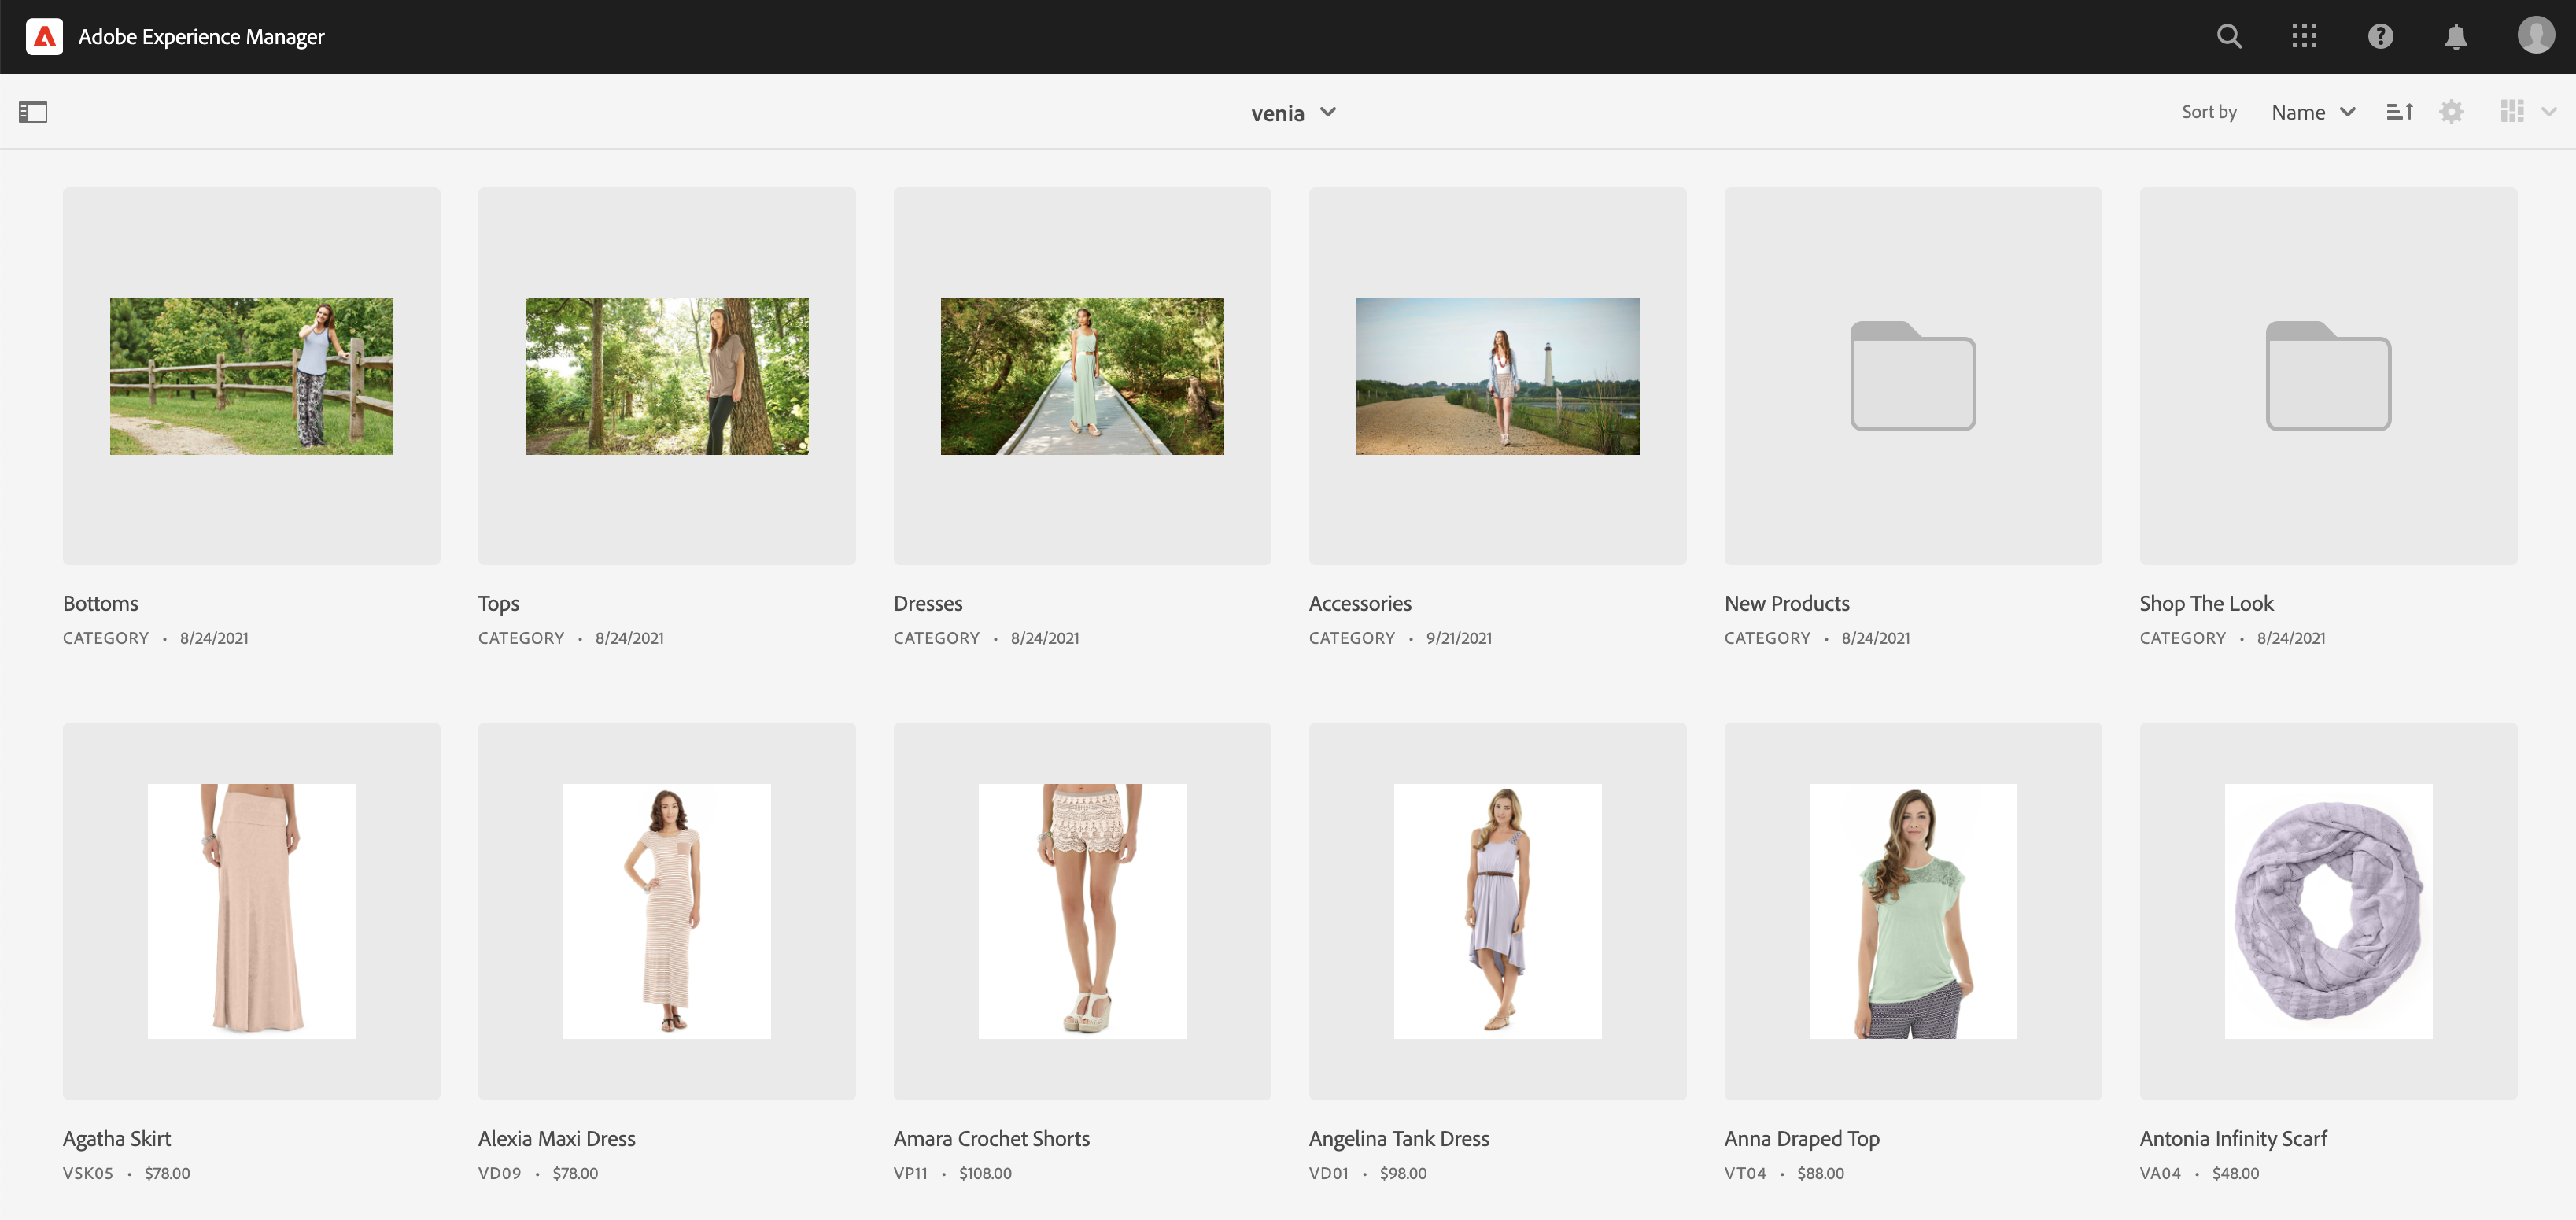 Adobe Experience Manager
venia
Sort by Name
Bottoms
CATEGORY • 8/24/2021
Tops
CATEGORY • 8/24/2021
Dresses
CATEGORY • 8/24/2021
Accessories
CATEGORY • 9/21/2021
New Products
CATEGORY • 8/24/2021
Shop The Look
CATEGORY • 8/24/2021
Agatha Skirt
VSK05 • $78.00
Alexia Maxi Dress
VD09 • $78.00
Amara Crochet Shorts
VP11 • $108.00
Angelina Tank Dress
VD01 • $98.00
Anna Draped Top
VT04 • $88.00
Antonia Infinity Scarf
VA04 • $48.00